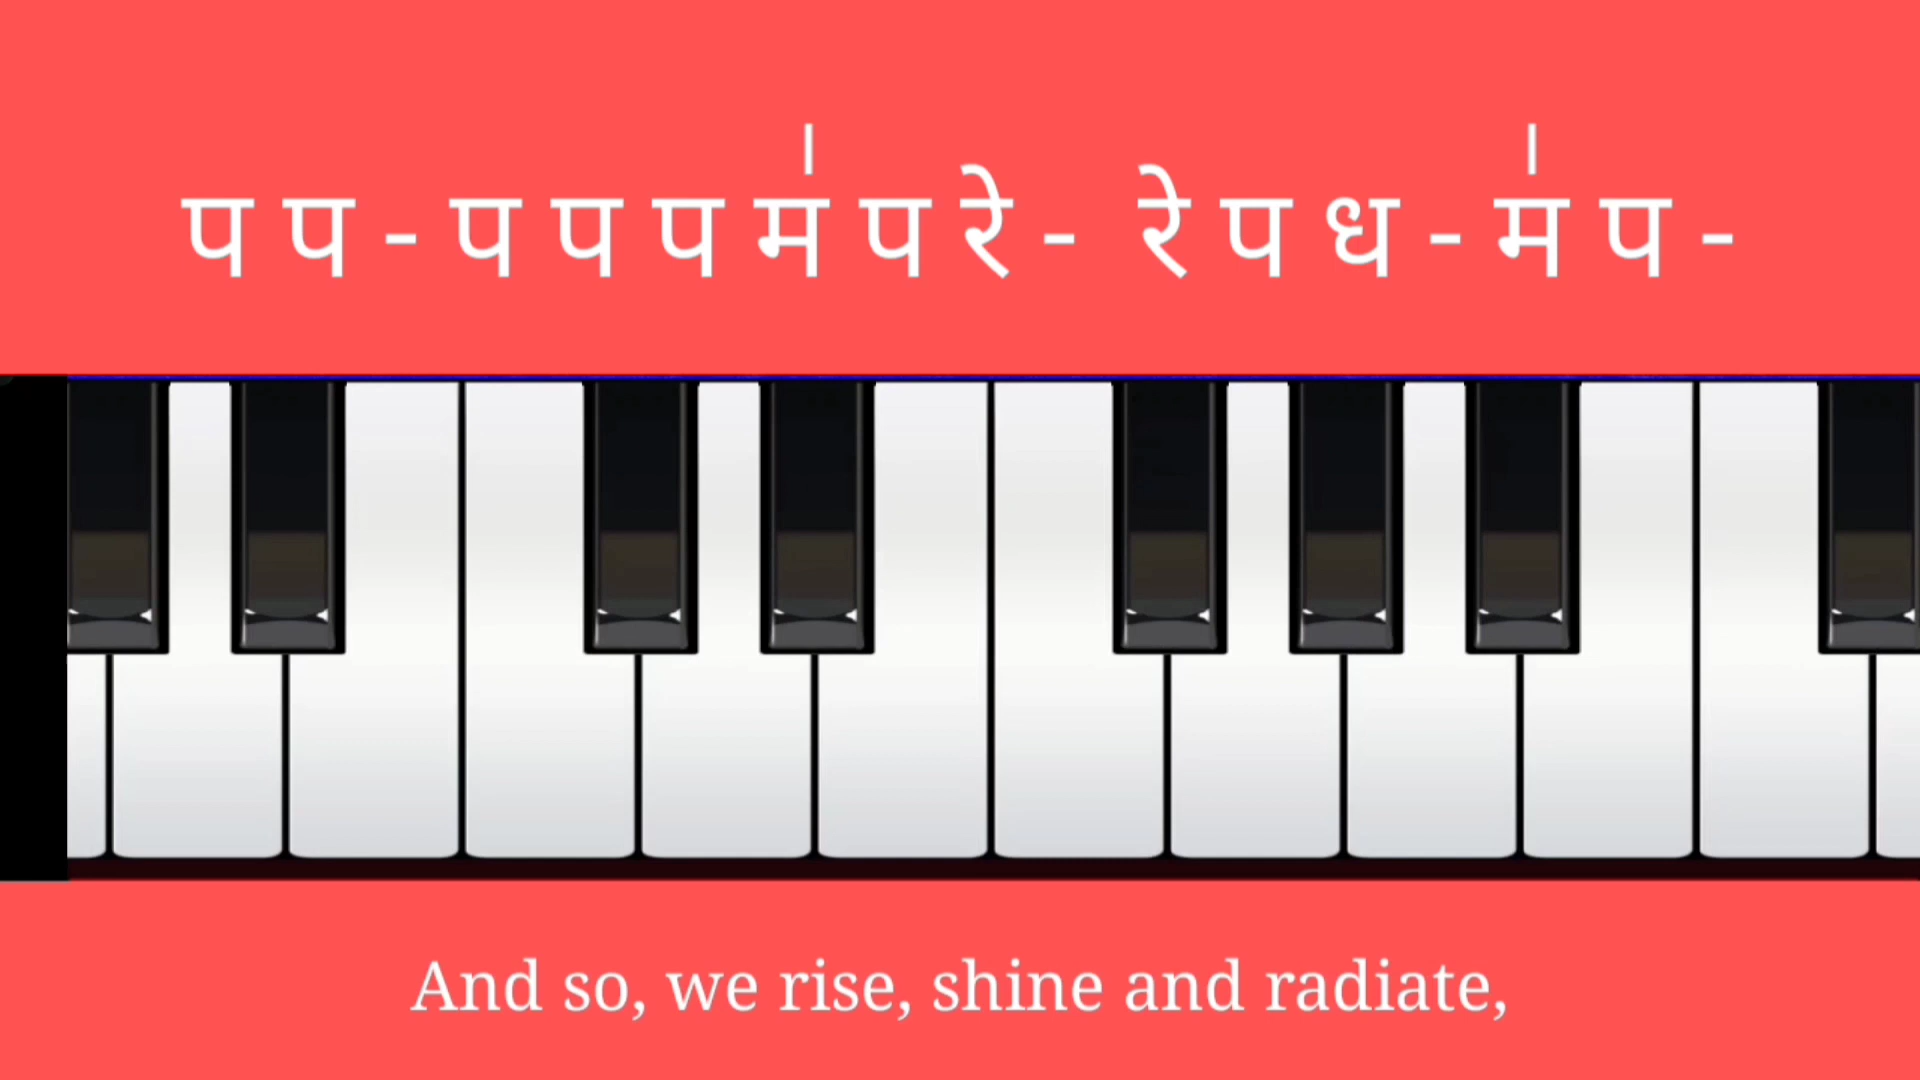 प प - प प प म॑ प रे - रे प ध - म॑ प -
And so, we rise, shine and radiate,